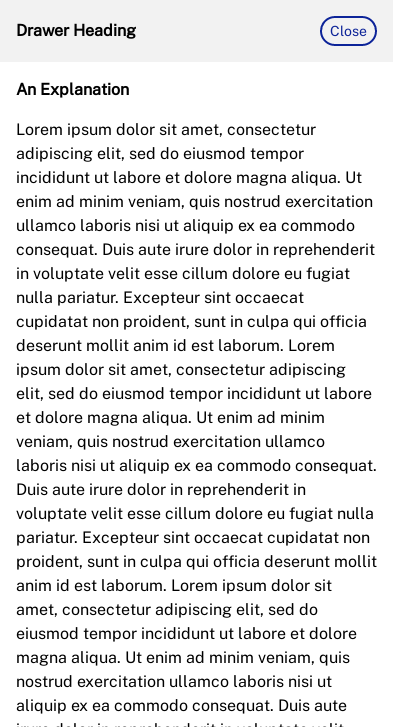 Drawer Heading
Close
An Explanation
Lorem ipsum dolor sit amet, consectetur
adipiscing elit, sed do eiusmod tempor
incididunt ut labore et dolore magna aliqua. Ut
enim ad minim veniam, quis nostrud exercitation
ullamco laboris nisi ut aliquip ex ea commodo
consequat. Duis aute irure dolor in reprehenderit
in voluptate velit esse cillum dolore eu fugiat
nulla pariatur. Excepteur sint occaecat
cupidatat non proident, sunt in culpa qui officia
deserunt mollit anim id est laborum. Lorem
ipsum dolor sit amet, consectetur adipiscing
elit, sed do eiusmod tempor incididunt ut labore
et dolore magna aliqua. Ut enim ad minim
veniam, quis nostrud exercitation ullamco
laboris nisi ut aliquip ex ea commodo consequat.
Duis aute irure dolor in reprehenderit in
voluptate velit esse cillum dolore eu fugiat nulla
pariatur. Excepteur sint occaecat cupidatat non
proident, sunt in culpa qui officia deserunt mollit
anim id est laborum. Lorem ipsum dolor sit
amet, consectetur adipiscing elit, sed do
eiusmod tempor incididunt ut labore et dolore
magna aliqua. Ut enim ad minim veniam, quis
nostrud exercitation ullamco laboris nisi ut
aliquip ex ea commodo consequat. Duis aute
irure dolor in reprehenderit in voluptate velit